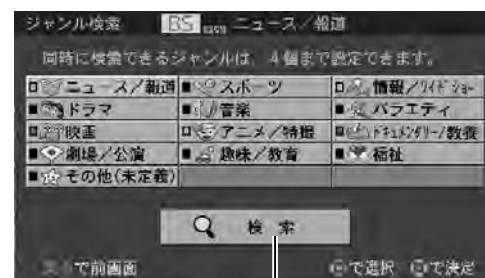 ジャンル検索 BS ニュース／報道
同時に検索できるジャンルは、4個まで設定できます。
ニュース／報道 スポーツ 情報／ワイドショー
ドラマ 音楽 バラエティ
映画 アニメ／特撮 ドキュメンタリー／教養
劇場／公演 趣味／教育 福祉
その他(未定義)
検 索
で前画面 で選択 で決定